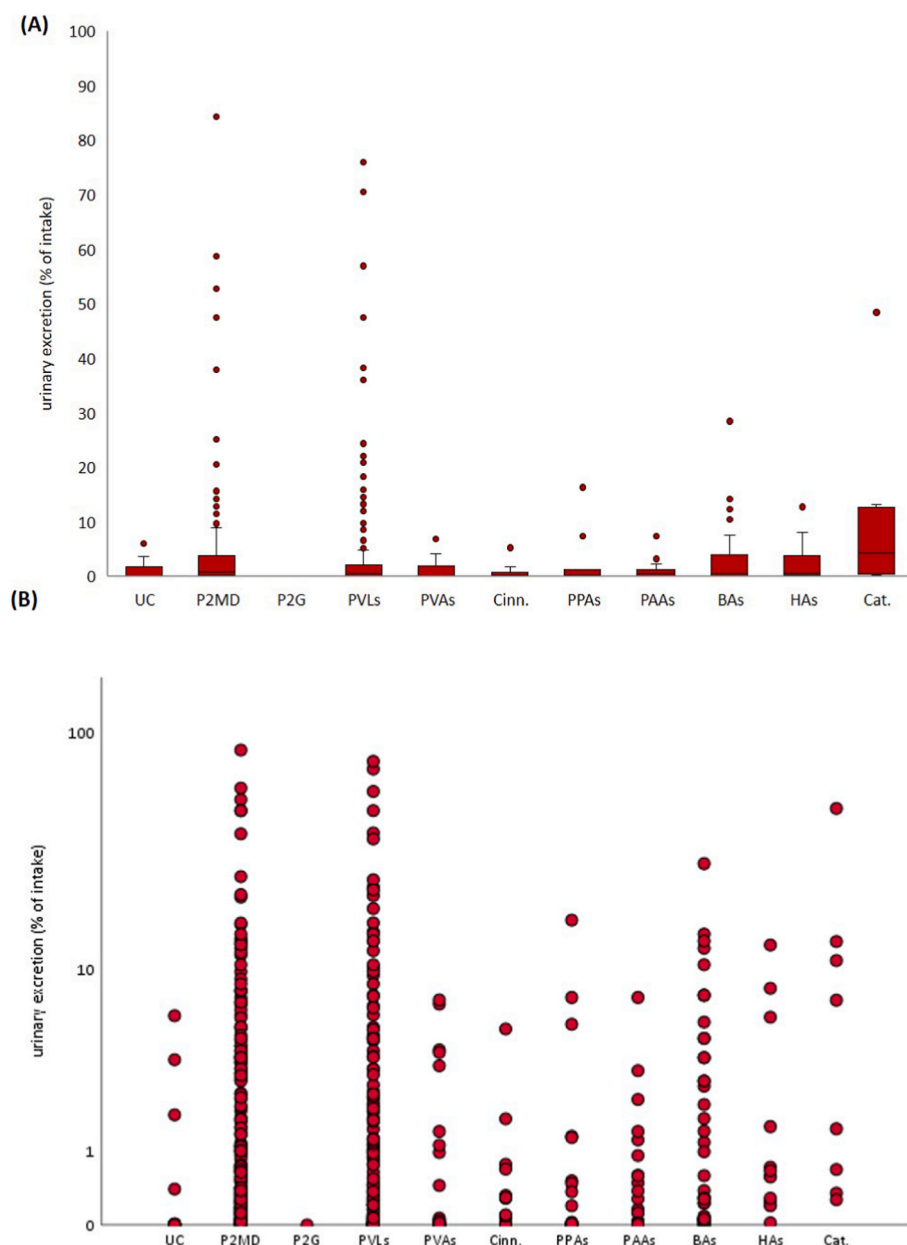 (A)
100
90
80
70
60
50
40
30
20
10
0
urinary excretion (% of intake)
UC P2MD P2G PVLs PVAs Cinn. PPAs PAAs BAs HAs Cat.
(B)
100
10
1
0
urinary excretion (% of intake)
UC P2MD P2G PVLs PVAs Cinn. PPAs PAAs BAs HAs Cat.